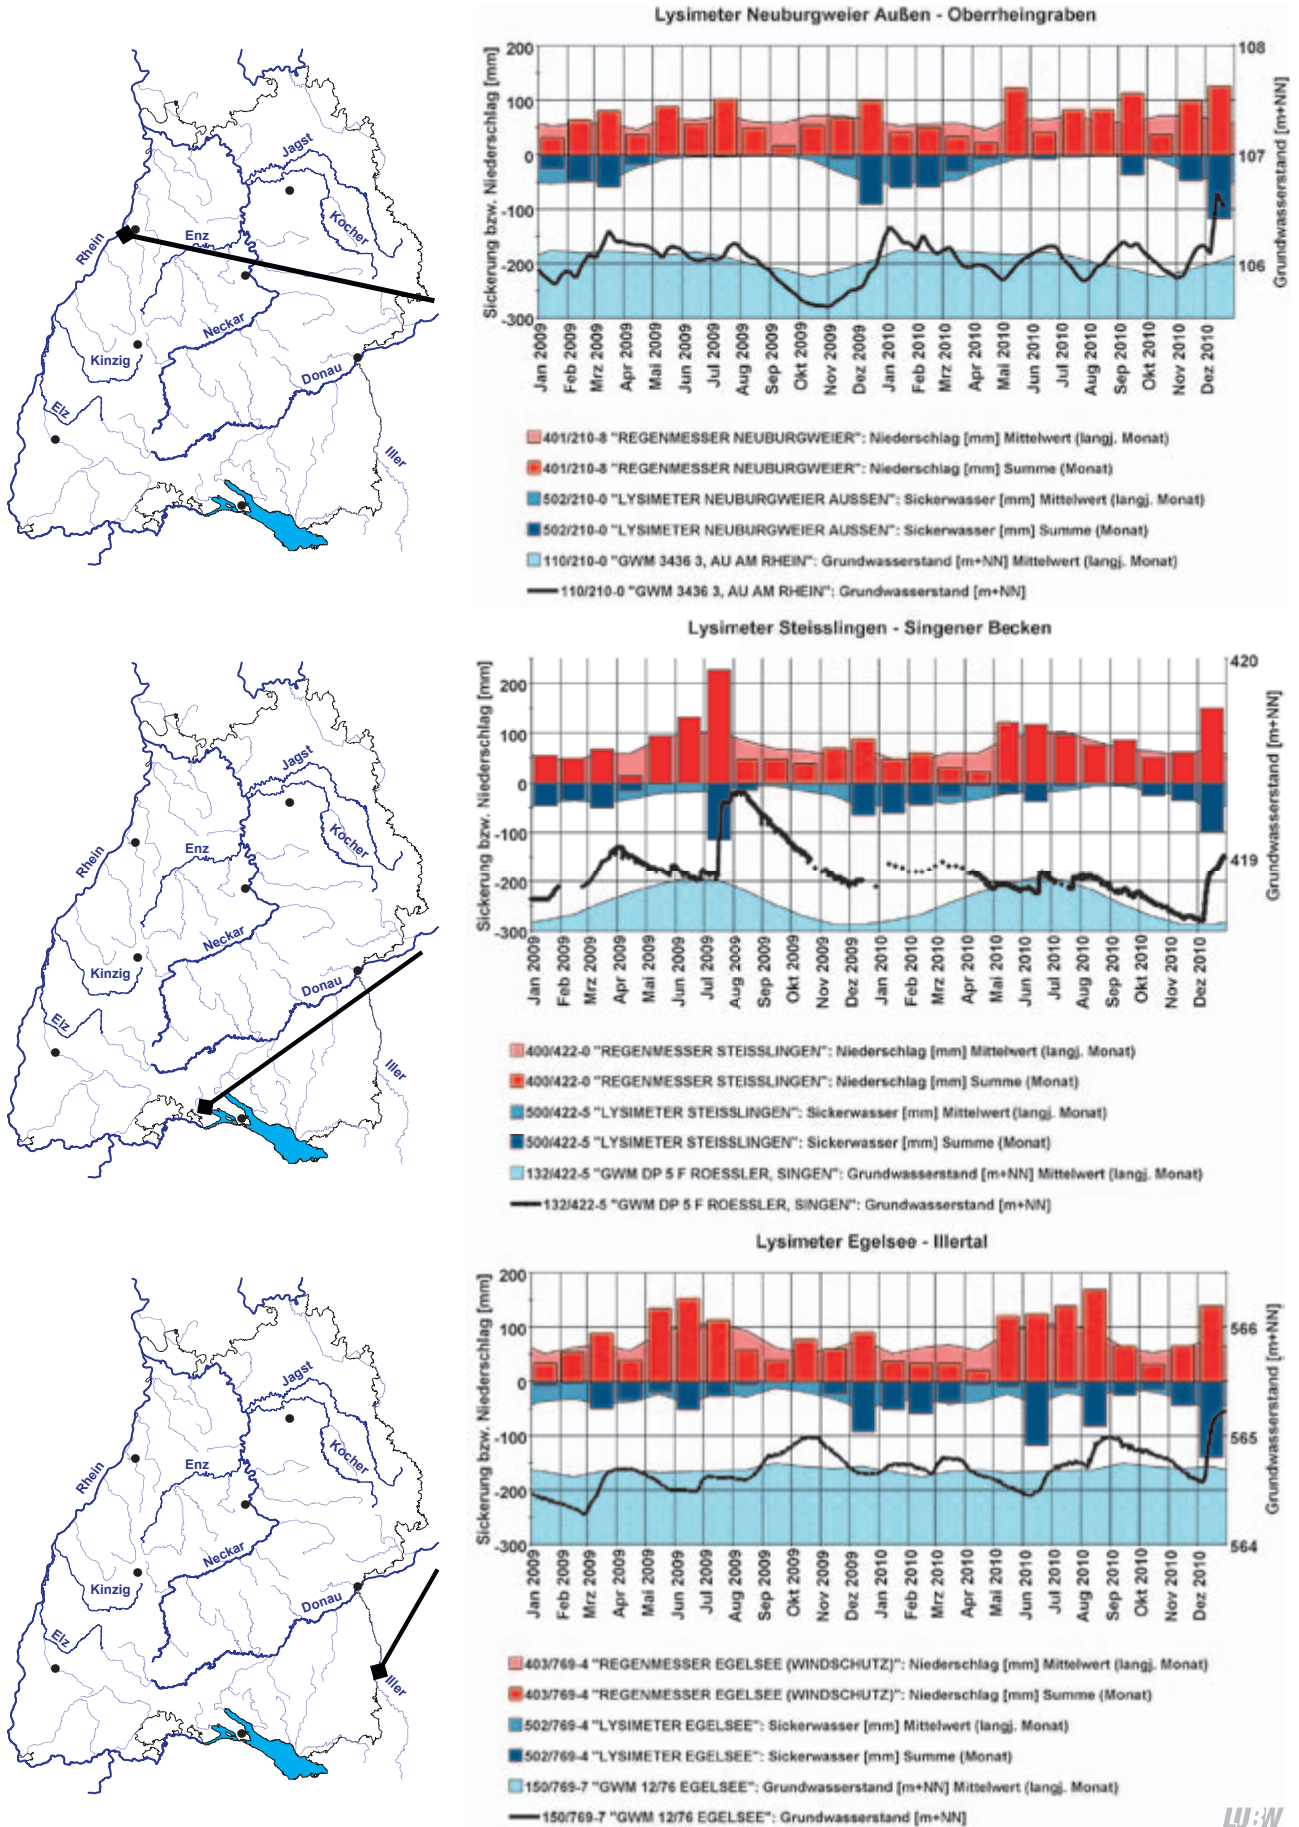 Lysimeter Neuburgweier Außen - Oberrheingraben
Sickerung bzw. Niederschlag [mm]
200
100
0
-100
-200
-300
108
107
106
Grundwasserstand [m+NN]
Jan 2009
Feb 2009
Mrz 2009
Apr 2009
Mai 2009
Jun 2009
Jul 2009
Aug 2009
Sep 2009
Okt 2009
Nov 2009
Dez 2009
Jan 2010
Feb 2010
Mrz 2010
Apr 2010
Mai 2010
Jun 2010
Jul 2010
Aug 2010
Sep 2010
Okt 2010
Nov 2010
Dez 2010
401/210-8 "REGENMESSER NEUBURGWEIER": Niederschlag [mm] Mittelwert (langj. Monat)
401/210-8 "REGENMESSER NEUBURGWEIER": Niederschlag [mm] Summe (Monat)
502/210-0 "LYSIMETER NEUBURGWEIER AUSSEN": Sickerwasser [mm] Mittelwert (langj. Monat)
502/210-0 "LYSIMETER NEUBURGWEIER AUSSEN": Sickerwasser [mm] Summe (Monat)
110/210-0 "GWM 3436 3, AU AM RHEIN": Grundwasserstand [m+NN] Mittelwert (langj. Monat)
110/210-0 "GWM 3436 3, AU AM RHEIN": Grundwasserstand [m+NN]
Jagst
Kocher
Rhein
Enz
Neckar
Kinzig
Donau
Elz
Iller
Lysimeter Steisslingen - Singener Becken
Sickerung bzw. Niederschlag [mm]
200
100
0
-100
-200
-300
420
419
Grundwasserstand [m+NN]
Jan 2009
Feb 2009
Mrz 2009
Apr 2009
Mai 2009
Jun 2009
Jul 2009
Aug 2009
Sep 2009
Okt 2009
Nov 2009
Dez 2009
Jan 2010
Feb 2010
Mrz 2010
Apr 2010
Mai 2010
Jun 2010
Jul 2010
Aug 2010
Sep 2010
Okt 2010
Nov 2010
Dez 2010
400/422-0 "REGENMESSER STEISSLINGEN": Niederschlag [mm] Mittelwert (langj. Monat)
400/422-0 "REGENMESSER STEISSLINGEN": Niederschlag [mm] Summe (Monat)
500/422-5 "LYSIMETER STEISSLINGEN": Sickerwasser [mm] Mittelwert (langj. Monat)
500/422-5 "LYSIMETER STEISSLINGEN": Sickerwasser [mm] Summe (Monat)
132/422-5 "GWM DP 5 F ROESSLER, SINGEN": Grundwasserstand [m+NN] Mittelwert (langj. Monat)
132/422-5 "GWM DP 5 F ROESSLER, SINGEN": Grundwasserstand [m+NN]
Jagst
Kocher
Rhein
Enz
Neckar
Kinzig
Donau
Elz
Iller
Lysimeter Egelsee - Illertal
Sickerung bzw. Niederschlag [mm]
200
100
0
-100
-200
-300
566
565
564
Grundwasserstand [m+NN]
Jan 2009
Feb 2009
Mrz 2009
Apr 2009
Mai 2009
Jun 2009
Jul 2009
Aug 2009
Sep 2009
Okt 2009
Nov 2009
Dez 2009
Jan 2010
Feb 2010
Mrz 2010
Apr 2010
Mai 2010
Jun 2010
Jul 2010
Aug 2010
Sep 2010
Okt 2010
Nov 2010
Dez 2010
403/769-4 "REGENMESSER EGELSEE (WINDSCHUTZ)": Niederschlag [mm] Mittelwert (langj. Monat)
403/769-4 "REGENMESSER EGELSEE (WINDSCHUTZ)": Niederschlag [mm] Summe (Monat)
502/769-4 "LYSIMETER EGELSEE": Sickerwasser [mm] Mittelwert (langj. Monat)
502/769-4 "LYSIMETER EGELSEE": Sickerwasser [mm] Summe (Monat)
150/769-7 "GWM 12/76 EGELSEE": Grundwasserstand [m+NN] Mittelwert (langj. Monat)
150/769-7 "GWM 12/76 EGELSEE": Grundwasserstand [m+NN]
Jagst
Kocher
Rhein
Enz
Neckar
Kinzig
Donau
Elz
Iller
LUBW